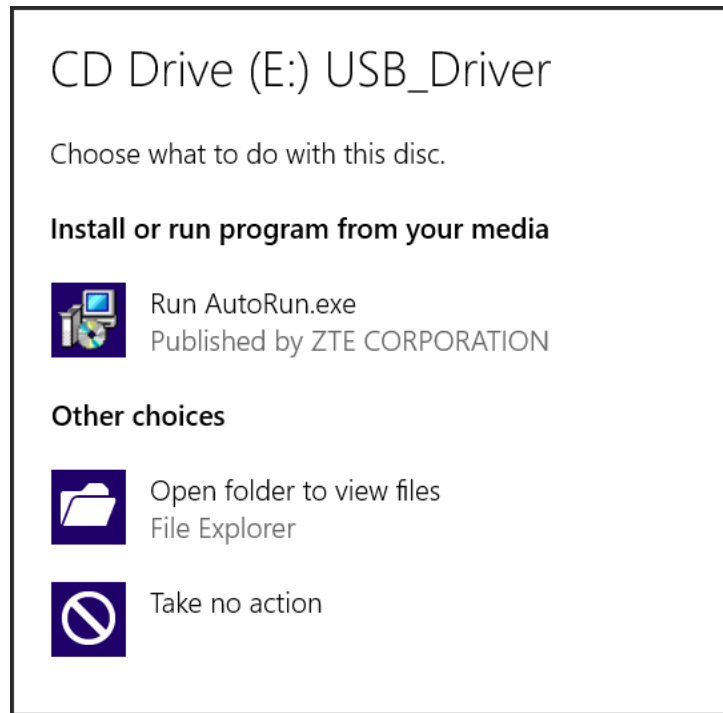 CD Drive (E:) USB_Driver
Choose what to do with this disc.
Install or run program from your media
Run AutoRun.exe
Published by ZTE CORPORATION
Other choices
Open folder to view files
File Explorer
Take no action